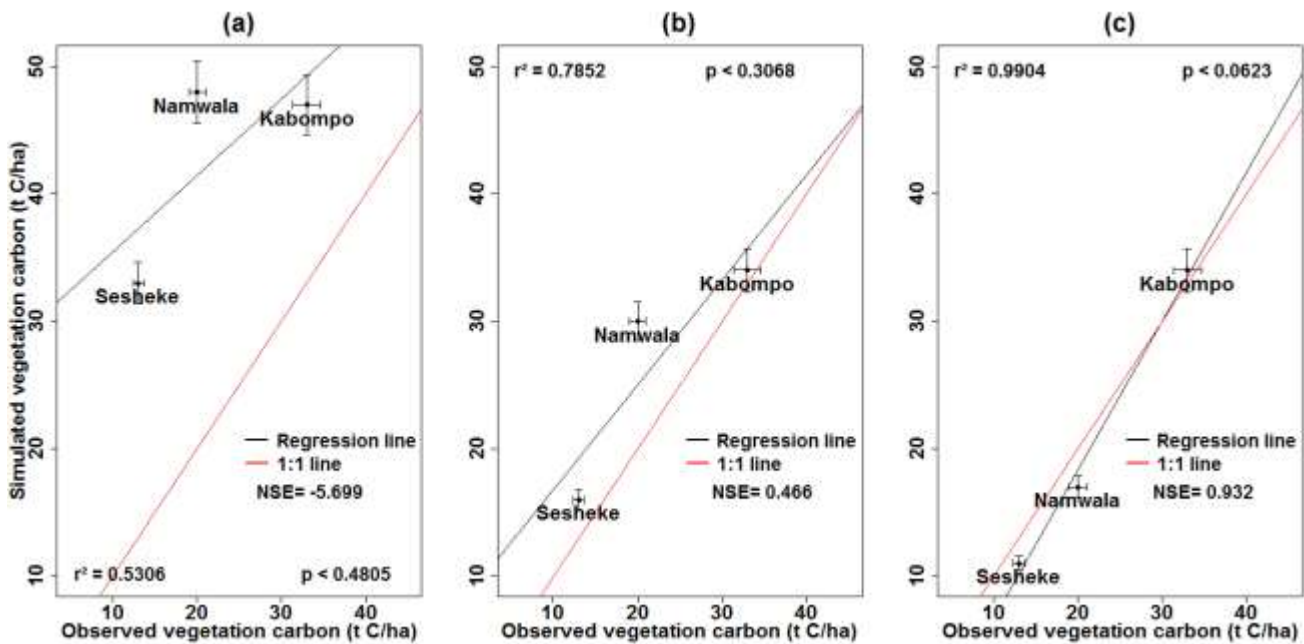 (a)
Simulated vegetation carbon (t C/ha)
50
40
30
20
10
Namwala
Kabompo
Sesheke
Regression line
1:1 line
NSE= -5.699
r² = 0.5306 p < 0.4805
10 20 30 40
Observed vegetation carbon (t C/ha)
(b)
r² = 0.7852 p < 0.3068
50
40
30
20
10
Kabompo
Namwala
Sesheke
Regression line
1:1 line
NSE= 0.466
10 20 30 40
Observed vegetation carbon (t C/ha)
(c)
r² = 0.9904 p < 0.0623
50
40
30
20
10
Kabompo
Namwala
Sesheke
Regression line
1:1 line
NSE= 0.932
10 20 30 40
Observed vegetation carbon (t C/ha)